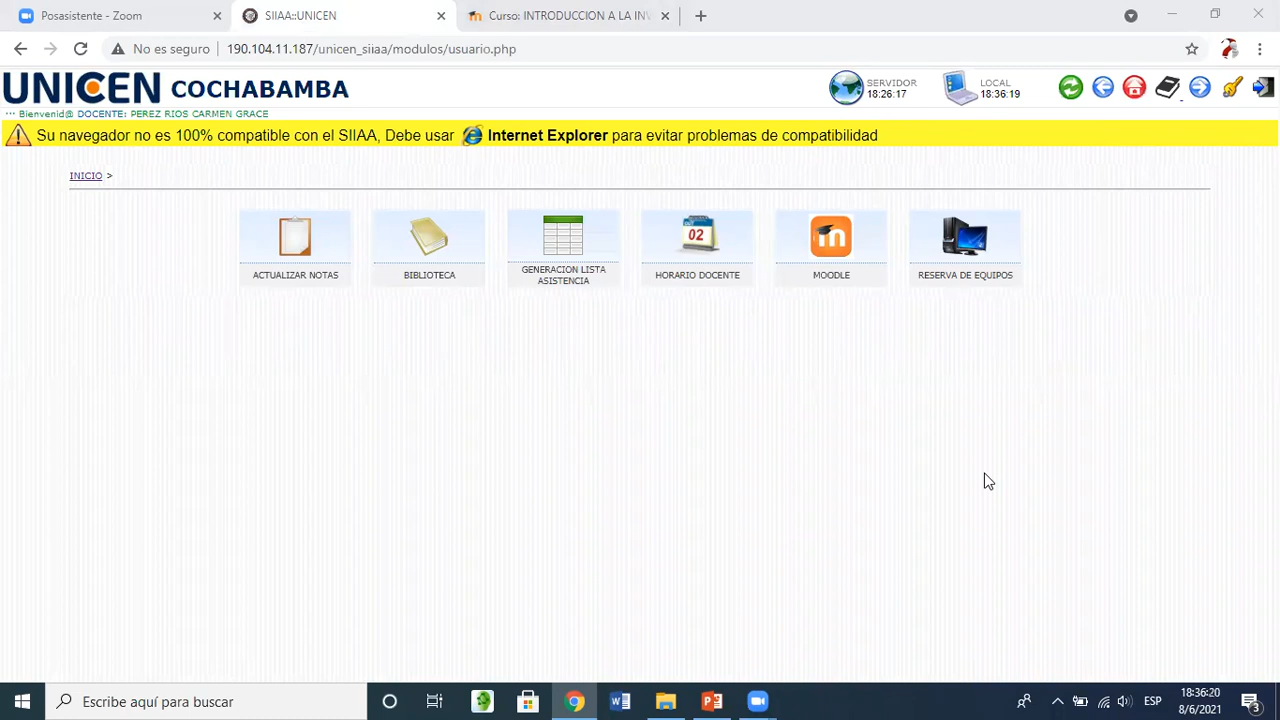 Posasistente - Zoom
SIIAA::UNICEN
Curso: INTRODUCCION A LA INV
No es seguro
190.104.11.187/unicen_siiaa/modulos/usuario.php
UNICEN COCHABAMBA
SERVIDOR
18:26:17
LOCAL
18:36:19
Bienvenid@ DOCENTE: PEREZ RIOS CARMEN GRACE
Su navegador no es 100% compatible con el SIIAA, Debe usar Internet Explorer para evitar problemas de compatibilidad
INICIO >
ACTUALIZAR NOTAS
BIBLIOTECA
GENERACION LISTA
ASISTENCIA
02
HORARIO DOCENTE
MOODLE
RESERVA DE EQUIPOS
Escribe aquí para buscar
ESP
18:36:20
8/6/2021
3